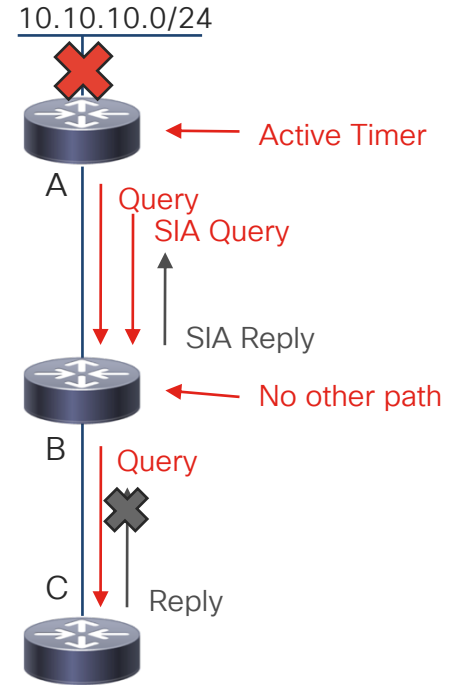 10.10.10.0/24
Active Timer
A
Query
SIA Query
SIA Reply
No other path
B
Query
C
Reply